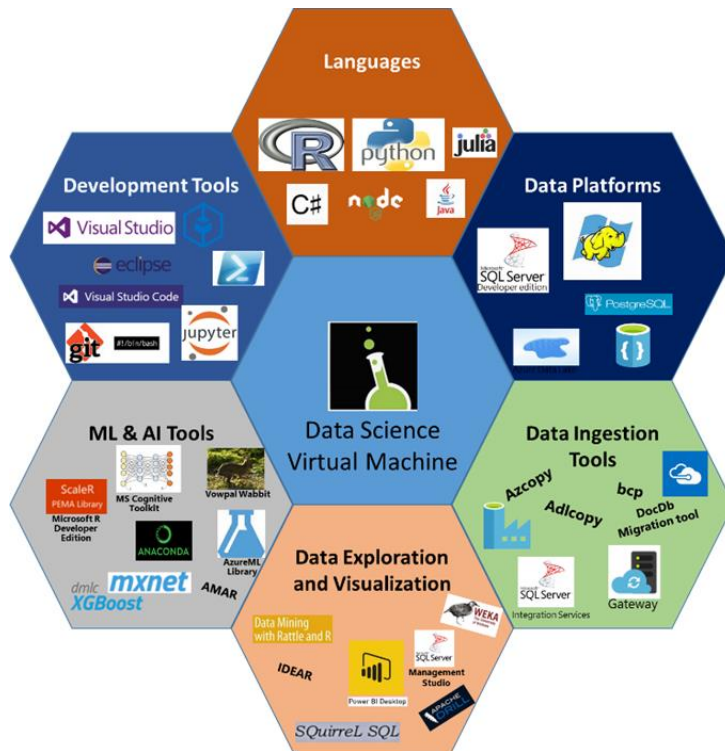 Languages
R
python
julia
C#
node
Java
Development Tools
Visual Studio
eclipse
Visual Studio Code
git
#!/bin/bash
jupyter
Data Platforms
Microsoft
SQL Server
Developer edition
PostgreSQL
{ }
Data Science
Virtual Machine
ML & AI Tools
ScaleR
PEMA Library
Microsoft R
Developer
Edition
MS Cognitive
Toolkit
Vowpal Wabbit
ANACONDA
AzureML
Library
dmlc
XGBoost
mxnet
AMAR
Data Ingestion
Tools
Azcopy
bcp
Adlcopy
DocDb
Migration tool
Microsoft
SQL Server
Integration Services
Gateway
Data Exploration
and Visualization
Data Mining
with Rattle and R
IDEAR
Power BI Desktop
WEKA
SQL Server
Management
Studio
APACHE
DRILL
SQuirreL SQL